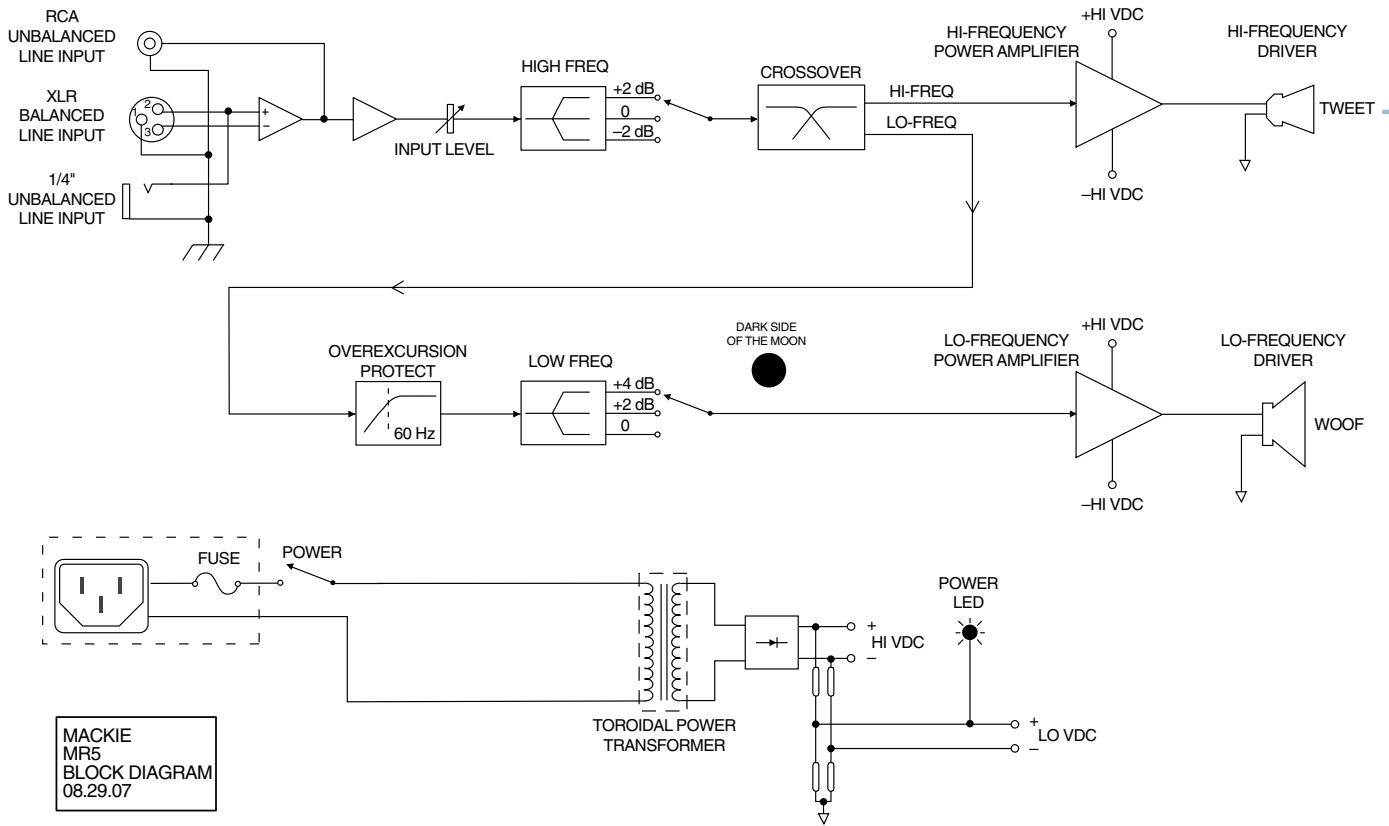 RCA
UNBALANCED
LINE INPUT
XLR
BALANCED
LINE INPUT
1
2
3
+
−
1/4"
UNBALANCED
LINE INPUT
INPUT LEVEL
HIGH FREQ
+2 dB
0
−2 dB
CROSSOVER
HI-FREQ
LO-FREQ
HI-FREQUENCY
POWER AMPLIFIER
+HI VDC
−HI VDC
HI-FREQUENCY
DRIVER
TWEET
OVEREXCURSION
PROTECT
60 Hz
LOW FREQ
+4 dB
+2 dB
0
DARK SIDE
OF THE MOON
LO-FREQUENCY
POWER AMPLIFIER
+HI VDC
−HI VDC
LO-FREQUENCY
DRIVER
WOOF
FUSE
POWER
TOROIDAL POWER
TRANSFORMER
+
HI VDC
−
POWER
LED
+
LO VDC
−
MACKIE
MR5
BLOCK DIAGRAM
08.29.07